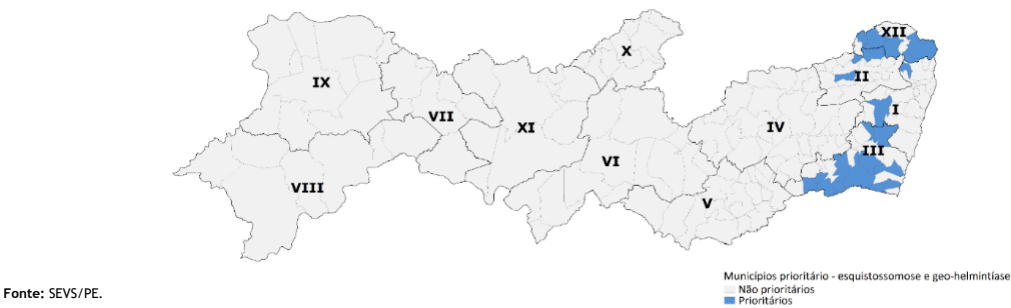 XII
X
IX
II
VII
I
XI
IV
III
VI
VIII
V
Municípios prioritário - esquistossomose e geo-helmintíase
Não prioritários
Prioritários
Fonte: SEVS/PE.